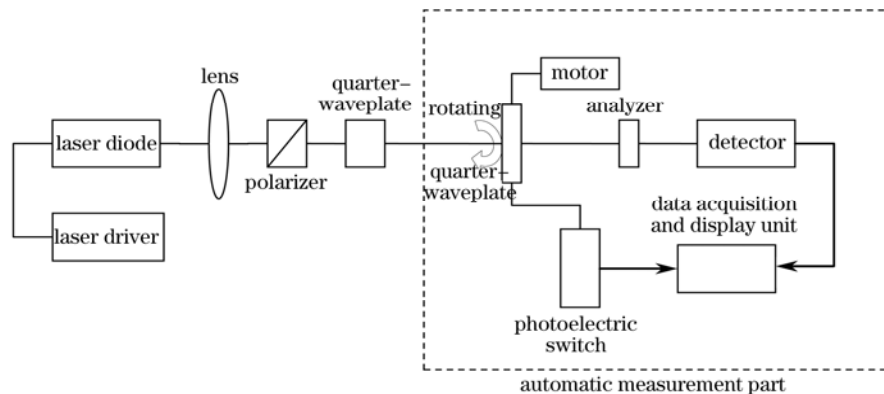 lens
quarter–
waveplate
motor
rotating
analyzer
laser diode
detector
polarizer
quarter–
waveplate
data acquisition
and display unit
laser driver
photoelectric
switch
automatic measurement part